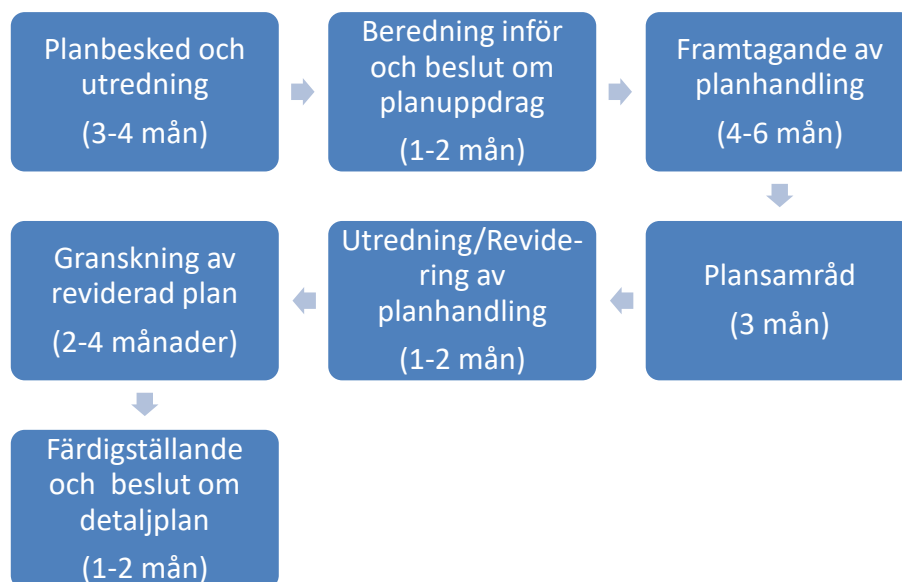 Planbesked och
utredning
(3-4 mån)
Beredning inför
och beslut om
planuppdrag
(1-2 mån)
Framtagande av
planhandling
(4-6 mån)
Plansamråd
(3 mån)
Utredning/Revide-
ring av
planhandling
(1-2 mån)
Granskning av
reviderad plan
(2-4 månader)
Färdigställande
och  beslut om
detaljplan
(1-2 mån)